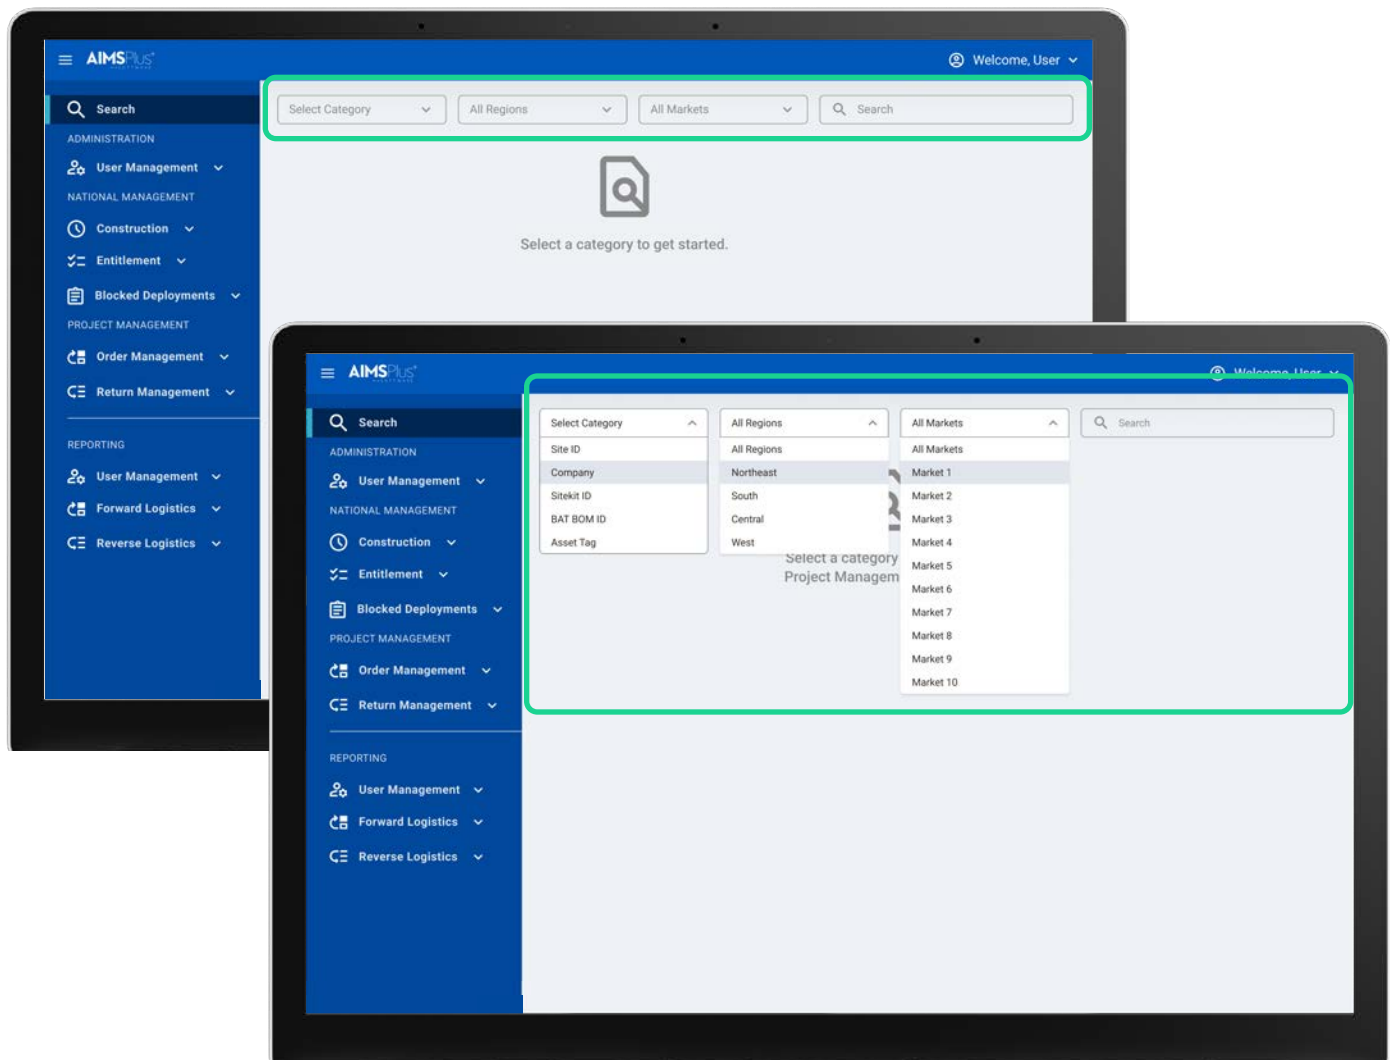 AIMSPlus+
Welcome, User
Search
Select Category
All Regions
All Markets
Search
ADMINISTRATION
User Management
NATIONAL MANAGEMENT
Construction
Entitlement
Blocked Deployments
PROJECT MANAGEMENT
Order Management
Return Management
REPORTING
User Management
Forward Logistics
Reverse Logistics
Select a category to get started.
AIMSPlus+
Welcome, User
Search
ADMINISTRATION
User Management
NATIONAL MANAGEMENT
Construction
Entitlement
Blocked Deployments
PROJECT MANAGEMENT
Order Management
Return Management
REPORTING
User Management
Forward Logistics
Reverse Logistics
Select Category
Site ID
Company
Sitekit ID
BAT BOM ID
Asset Tag
All Regions
All Regions
Northeast
South
Central
West
All Markets
All Markets
Market 1
Market 2
Market 3
Market 4
Market 5
Market 6
Market 7
Market 8
Market 9
Market 10
Search
Select a category
Project Managem